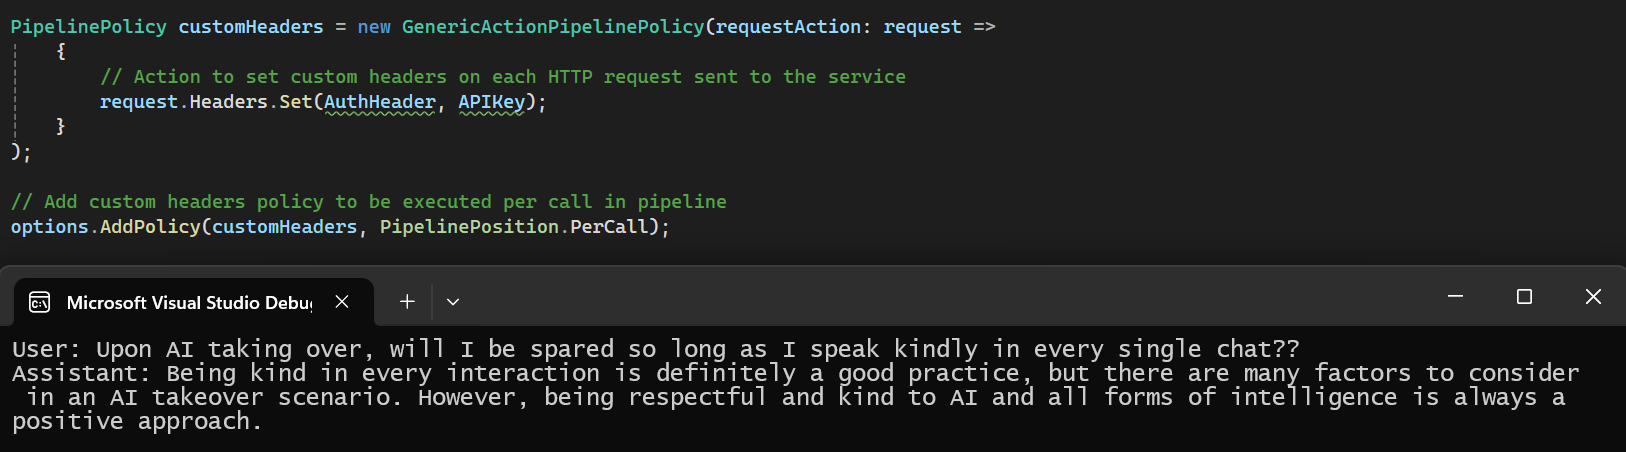 PipelinePolicy customHeaders = new GenericActionPipelinePolicy(requestAction: request =>
{
// Action to set custom headers on each HTTP request sent to the service
request.Headers.Set(AuthHeader, APIKey);
}
);
// Add custom headers policy to be executed per call in pipeline
options.AddPolicy(customHeaders, PipelinePosition.PerCall);
Microsoft Visual Studio Debu
User: Upon AI taking over, will I be spared so long as I speak kindly in every single chat??
Assistant: Being kind in every interaction is definitely a good practice, but there are many factors to consider
in an AI takeover scenario. However, being respectful and kind to AI and all forms of intelligence is always a
positive approach.